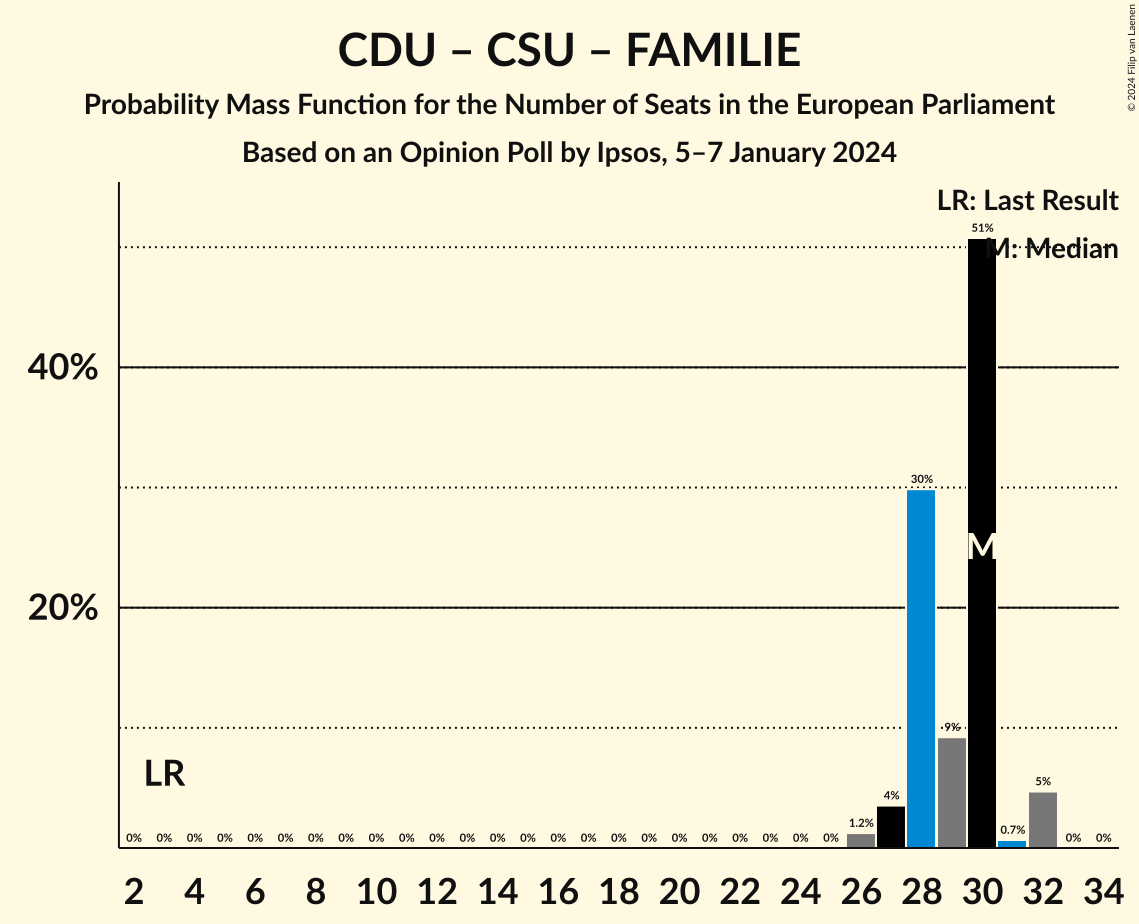 © 2024 Filip van Laenen
CDU – CSU – FAMILIE
Probability Mass Function for the Number of Seats in the European Parliament
Based on an Opinion Poll by Ipsos, 5–7 January 2024
LR: Last Result
M: Median
51%
40%
30%
M
20%
9%
LR
5%
4%
1.2%
0.7%
0% 0% 0% 0% 0% 0% 0% 0% 0% 0% 0% 0% 0% 0% 0% 0% 0% 0% 0% 0% 0% 0% 0% 0% 0% 0%
2 4 6 8 10 12 14 16 18 20 22 24 26 28 30 32 34